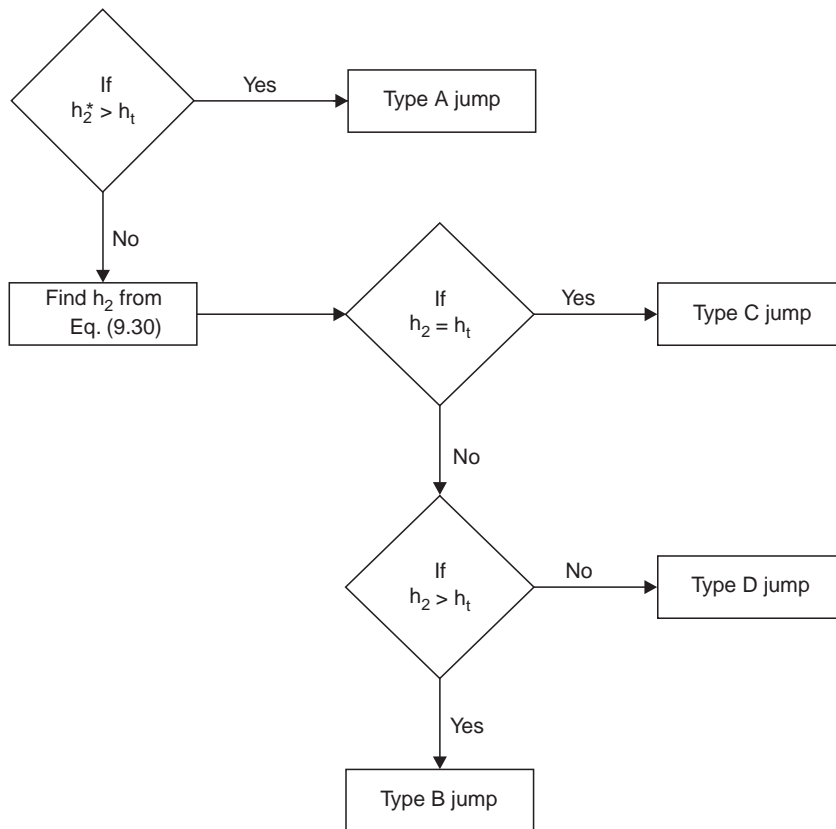 If
h₂* > hₜ
Yes
Type A jump
No
Find h₂ from
Eq. (9.30)
If
h₂ = hₜ
Yes
Type C jump
No
If
h₂ > hₜ
No
Type D jump
Yes
Type B jump